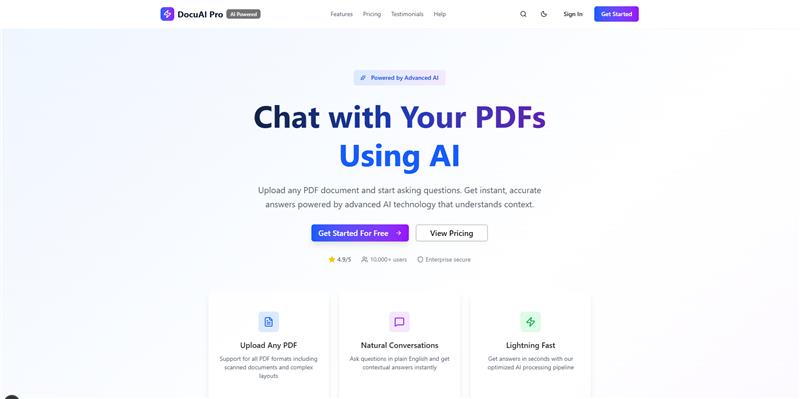 DocuAI Pro AI Powered Features Pricing Testimonials Help Sign In Get Started
Powered by Advanced AI
Chat with Your PDFs
Using AI
Upload any PDF document and start asking questions. Get instant, accurate
answers powered by advanced AI technology that understands context.
Get Started For Free View Pricing
4.9/5 10,000+ users Enterprise secure
Upload Any PDF
Support for all PDF formats including
scanned documents and complex
layouts
Natural Conversations
Ask questions in plain English and get
contextual answers instantly
Lightning Fast
Get answers in seconds with our
optimized AI processing pipeline